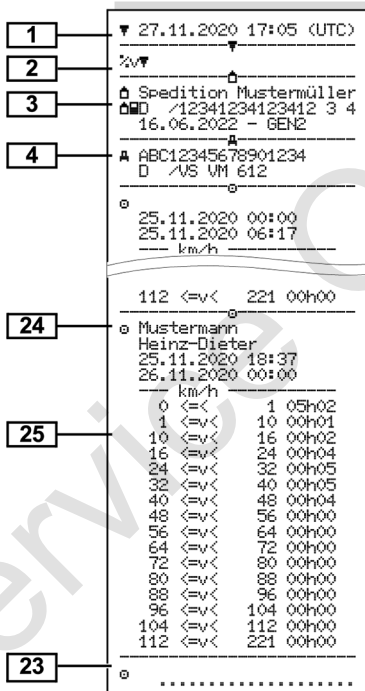 1 ▼ 27.11.2020 17:05 (UTC)
2 %v▼
3 Spedition Mustermüller
D /12341234123412 3 4
16.06.2022 – GEN2
4 A ABC12345678901234
D /VS VM 612
25.11.2020 00:00
25.11.2020 06:17
--- km/h ---
112 <=v< 221 00h00
24 Mustermann
Heinz-Dieter
25.11.2020 18:37
26.11.2020 00:00
--- km/h ---
0 <=< 1 05h02
1 <=v< 10 00h01
10 <=v< 16 00h02
25 16 <=v< 24 00h04
24 <=v< 32 00h05
32 <=v< 40 00h05
40 <=v< 48 00h04
48 <=v< 56 00h00
56 <=v< 64 00h00
64 <=v< 72 00h00
72 <=v< 80 00h00
80 <=v< 88 00h00
88 <=v< 96 00h00
96 <=v< 104 00h00
104 <=v< 112 00h00
112 <=v< 221 00h00
23 ....................